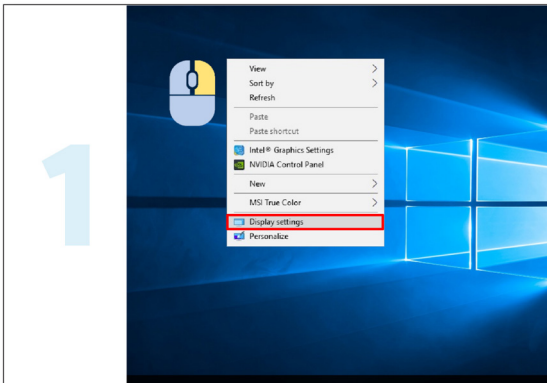 1
View
Sort by
Refresh
Paste
Paste shortcut
Intel® Graphics Settings
NVIDIA Control Panel
New
MSI True Color
Display settings
Personalize